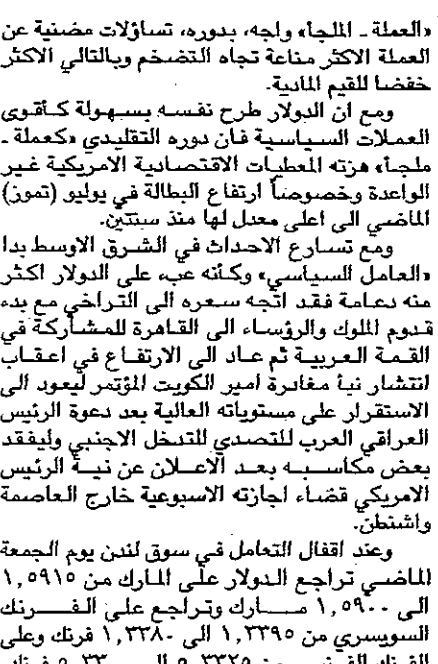 «العملة ـ الملجأ» واجه، بدوره، تساؤلات مضنية عن
العملة الاكثر مناعة تجاه التضخم وبالتالي الاكثر
خفضا للقيم المادية.
ومع ان الدولار طرح نفسه بسهولة كأقوى
العملات السياسية فان دوره التقليدي «كعملة ـ
ملجأ» هزته المعطيات الاقتصادية الامريكية غير
الواعدة وخصوصاً ارتفاع البطالة في يوليو (تموز)
الماضي الى اعلى معدل لها منذ سنتين.
ومع تسارع الاحداث في الشرق الاوسط بدا
«العامل السياسي» وكأنه عبء على الدولار اكثر
منه دعامة فقد اتجه سعره الى التراخي مع بدء
قدوم الملوك والرؤساء الى القاهرة للمشاركة في
القمة العربية ثم عاد الى الارتفاع في اعقاب
انتشار نبأ مغادرة امير الكويت المؤتمر ليعود الى
الاستقرار على مستوياته العالية بعد دعوة الرئيس
العراقي العرب للتصدي للتدخل الاجنبي وليفقد
بعض مكاسبه بعد الاعلان عن نية الرئيس
الامريكي قضاء اجازته الاسبوعية خارج العاصمة
واشنطن.
وعند اقفال التعامل في سوق لندن يوم الجمعة
الماضي تراجع الدولار على المارك من ١,٥٩١٥
الى ١,٥٩٠٠ مارك وتراجع على الفرنك
السويسري من ١,٣٣٩٥ الى ١,٣٣٨٠ فرنك وعلى